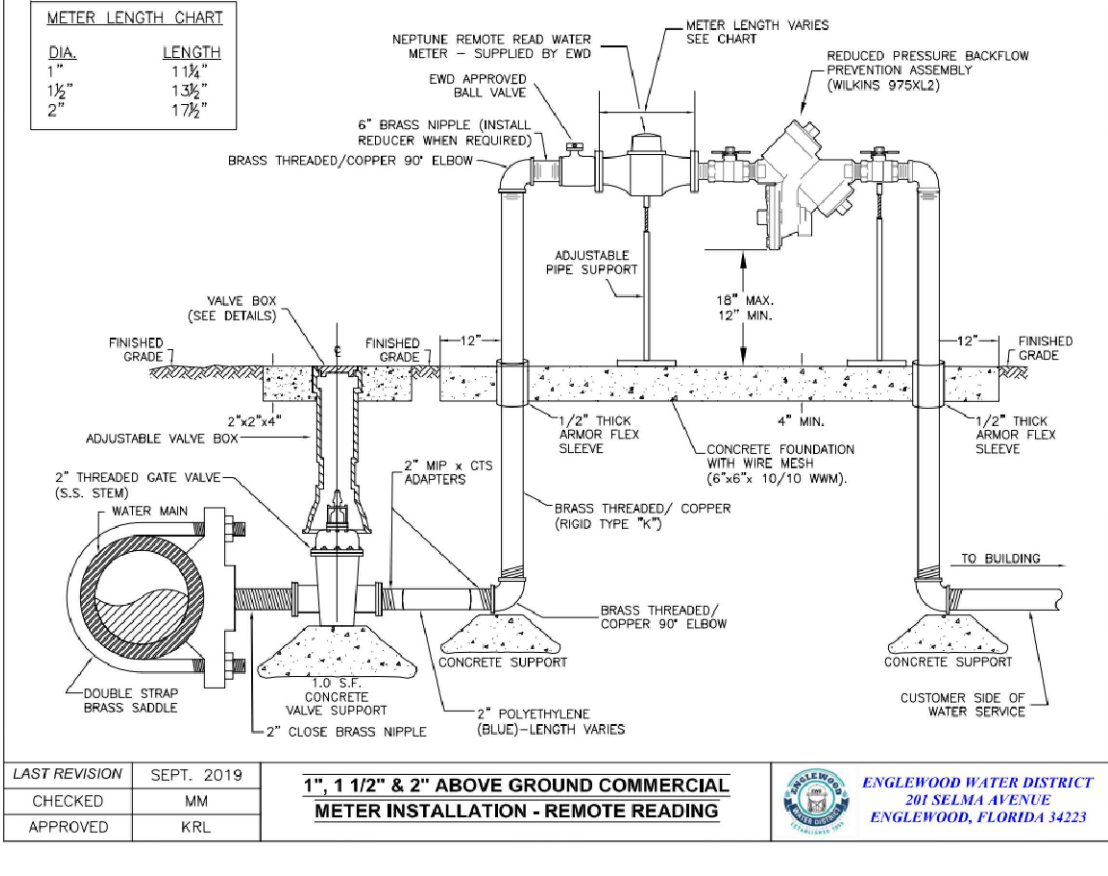 METER LENGTH CHART
DIA. LENGTH
1" 11¼"
1½" 13½"
2" 17½"
NEPTUNE REMOTE READ WATER
METER – SUPPLIED BY EWD
METER LENGTH VARIES
SEE CHART
REDUCED PRESSURE BACKFLOW
PREVENTION ASSEMBLY
(WILKINS 975XL2)
EWD APPROVED
BALL VALVE
6" BRASS NIPPLE (INSTALL
REDUCER WHEN REQUIRED)
BRASS THREADED/COPPER 90° ELBOW
ADJUSTABLE
PIPE SUPPORT
18" MAX.
12" MIN.
VALVE BOX
(SEE DETAILS)
FINISHED
GRADE
℄
FINISHED
GRADE
12"
12"
FINISHED
GRADE
2"x2"x4"
ADJUSTABLE VALVE BOX
1/2" THICK
ARMOR FLEX
SLEEVE
4" MIN.
1/2" THICK
ARMOR FLEX
SLEEVE
CONCRETE FOUNDATION
WITH WIRE MESH
(6"x6"x 10/10 WWM).
2" THREADED GATE VALVE
(S.S. STEM)
2" MIP x CTS
ADAPTERS
WATER MAIN
BRASS THREADED/ COPPER
(RIGID TYPE "K")
TO BUILDING
BRASS THREADED/
COPPER 90° ELBOW
CONCRETE SUPPORT
CONCRETE SUPPORT
1.0 S.F.
CONCRETE
VALVE SUPPORT
DOUBLE STRAP
BRASS SADDLE
2" CLOSE BRASS NIPPLE
2" POLYETHYLENE
(BLUE)–LENGTH VARIES
CUSTOMER SIDE OF
WATER SERVICE
LAST REVISION SEPT. 2019
CHECKED MM
APPROVED KRL
1", 1 1/2" & 2" ABOVE GROUND COMMERCIAL
METER INSTALLATION - REMOTE READING
ENGLEWOOD
WATER DISTRICT
ENGLEWOOD WATER DISTRICT
201 SELMA AVENUE
ENGLEWOOD, FLORIDA 34223